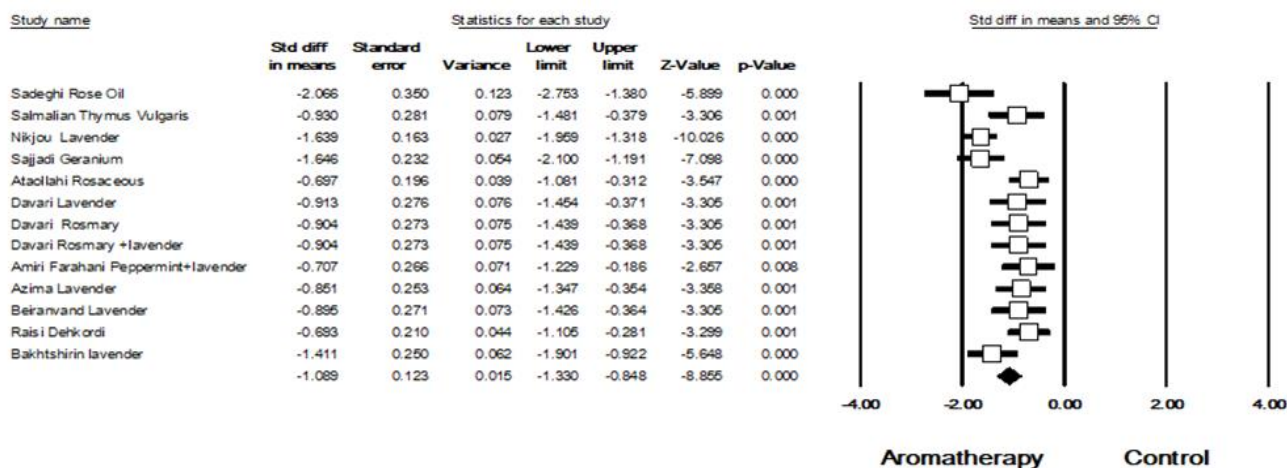 Study name Statistics for each study Std diff in means and 95% CI
Std diff in means Standard error Variance Lower limit Upper limit Z-Value p-Value
Sadeghi Rose Oil -2.066 0.350 0.123 -2.753 -1.380 -5.899 0.000
Salmalian Thymus Vulgaris -0.930 0.281 0.079 -1.481 -0.379 -3.306 0.001
Nikjou Lavender -1.639 0.163 0.027 -1.959 -1.318 -10.026 0.000
Sajjadi Geranium -1.646 0.232 0.054 -2.100 -1.191 -7.098 0.000
Ataollahi Rosaceous -0.697 0.196 0.039 -1.081 -0.312 -3.547 0.000
Davari Lavender -0.913 0.276 0.076 -1.454 -0.371 -3.305 0.001
Davari Rosmary -0.904 0.273 0.075 -1.439 -0.368 -3.305 0.001
Davari Rosmary +lavender -0.904 0.273 0.075 -1.439 -0.368 -3.305 0.001
Amiri Farahani Peppermint+lavender -0.707 0.266 0.071 -1.229 -0.186 -2.657 0.008
Azima Lavender -0.851 0.253 0.064 -1.347 -0.354 -3.358 0.001
Beiranvand Lavender -0.895 0.271 0.073 -1.426 -0.364 -3.305 0.001
Raisi Dehkordi -0.693 0.210 0.044 -1.105 -0.281 -3.299 0.001
Bakhtshirin lavender -1.411 0.250 0.062 -1.901 -0.922 -5.648 0.000
-1.089 0.123 0.015 -1.330 -0.848 -8.855 0.000
-4.00 -2.00 0.00 2.00 4.00
Aromatherapy Control